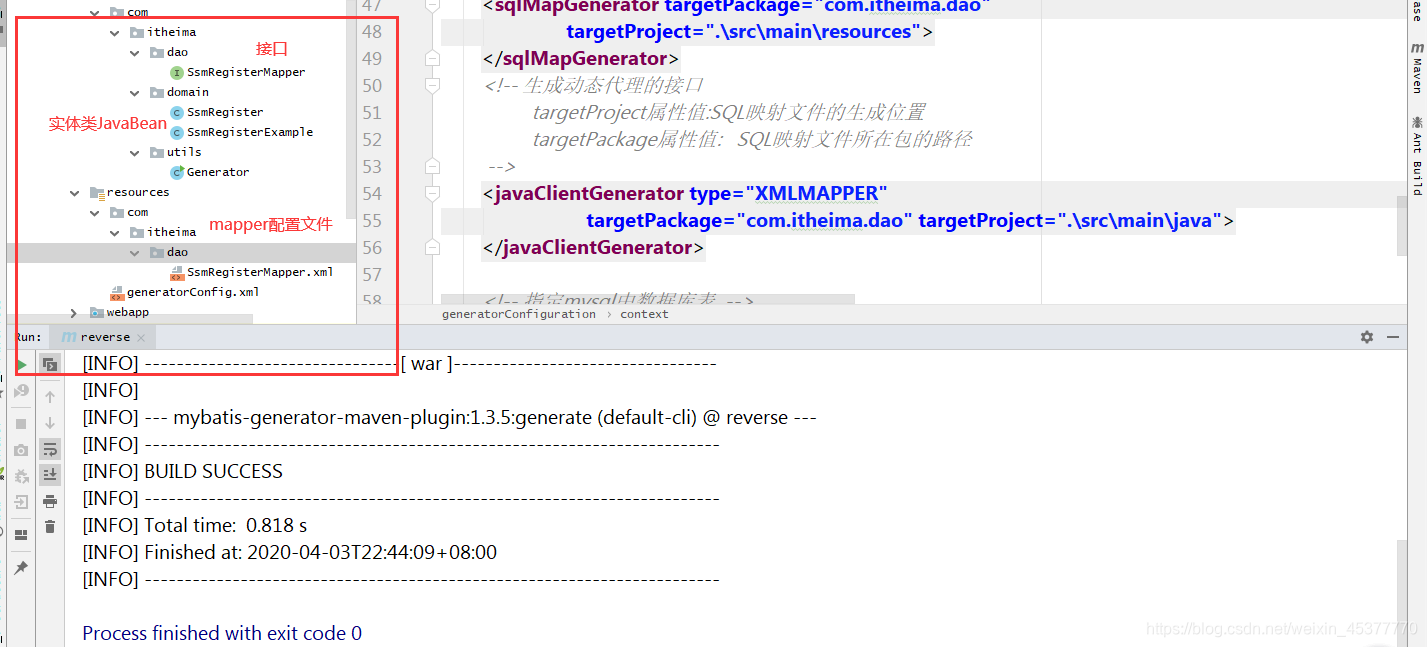 com
itheima
dao
接口
SsmRegisterMapper
domain
SsmRegister
实体类JavaBean
SsmRegisterExample
utils
Generator
resources
com
itheima
mapper配置文件
dao
SsmRegisterMapper.xml
generatorConfig.xml
webapp
47 <sqlMapGenerator targetPackage="com.itheima.dao"
48 targetProject=".\src\main\resources">
49 </sqlMapGenerator>
50 <!-- 生成动态代理的接口
51 targetProject属性值:SQL映射文件的生成位置
52 targetPackage属性值：SQL映射文件所在包的路径
53 -->
54 <javaClientGenerator type="XMLMAPPER"
55 targetPackage="com.itheima.dao" targetProject=".\src\main\java">
56 </javaClientGenerator>
57
58 <!-- 指定mysql中数据库表 -->
generatorConfiguration › context
ase
Maven
Ant Build
Run: reverse
[INFO] --------------------------------[ war ]---------------------------------
[INFO]
[INFO] --- mybatis-generator-maven-plugin:1.3.5:generate (default-cli) @ reverse ---
[INFO] ------------------------------------------------------------------------
[INFO] BUILD SUCCESS
[INFO] ------------------------------------------------------------------------
[INFO] Total time: 0.818 s
[INFO] Finished at: 2020-04-03T22:44:09+08:00
[INFO] ------------------------------------------------------------------------
Process finished with exit code 0
https://blog.csdn.net/weixin_45377770